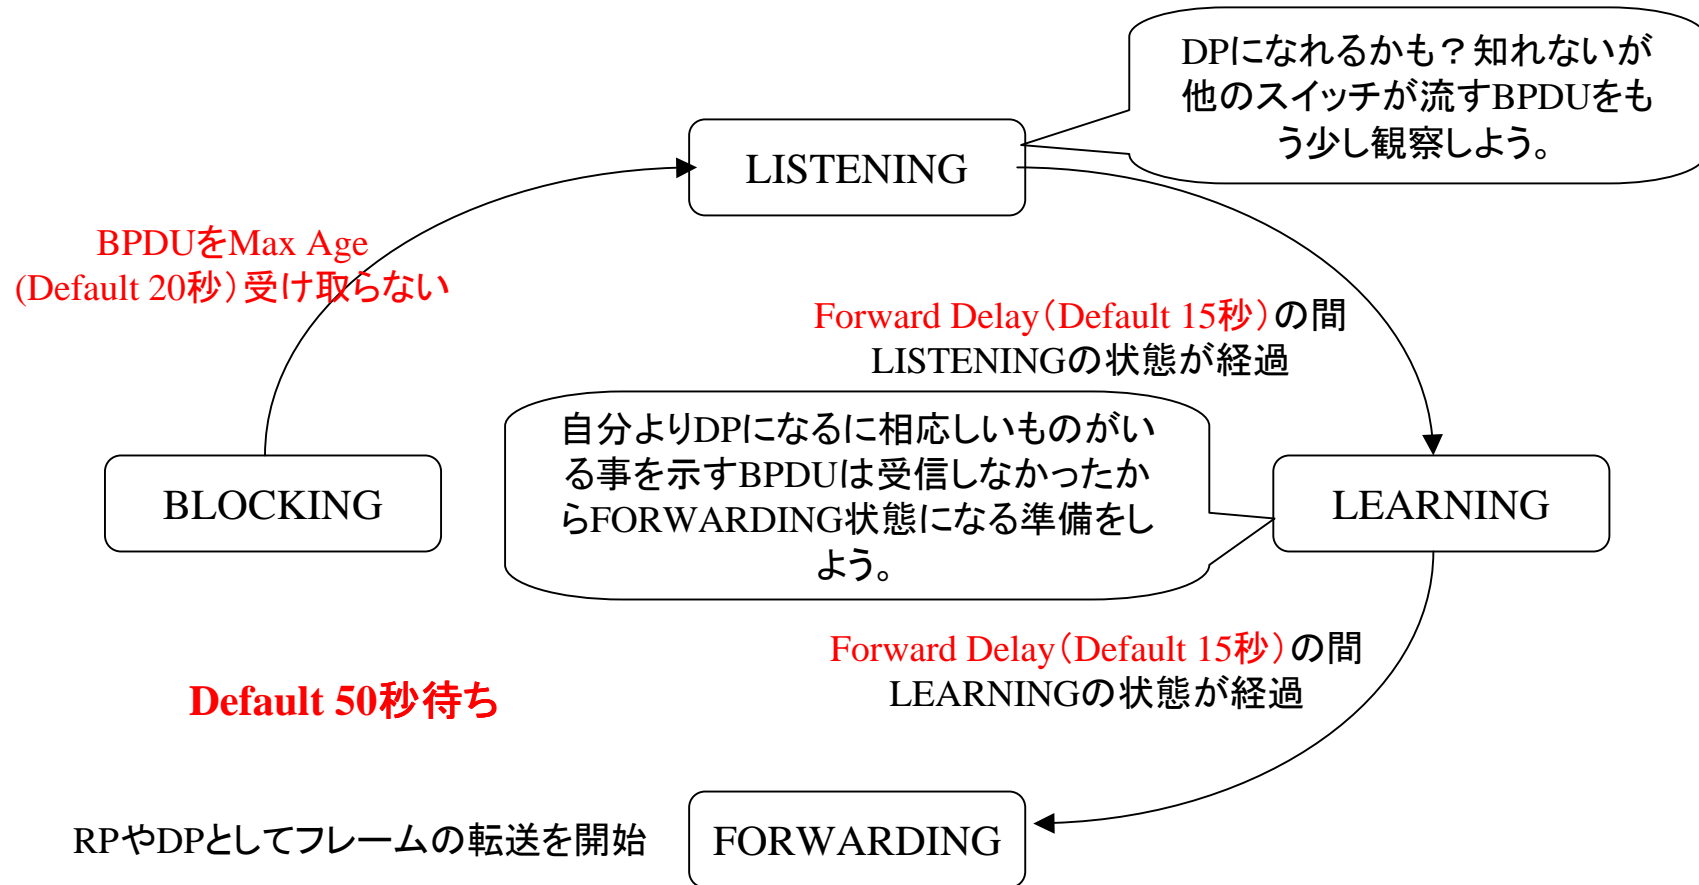 DPになれるかも？知れないが
他のスイッチが流すBPDUをも
う少し観察しよう。
LISTENING
BPDUをMax Age
(Default 20秒）受け取らない
Forward Delay（Default 15秒）の間
LISTENINGの状態が経過
自分よりDPになるに相応しいものがい
る事を示すBPDUは受信しなかったか
らFORWARDING状態になる準備をし
よう。
BLOCKING
LEARNING
Forward Delay（Default 15秒）の間
LEARNINGの状態が経過
Default 50秒待ち
RPやDPとしてフレームの転送を開始
FORWARDING